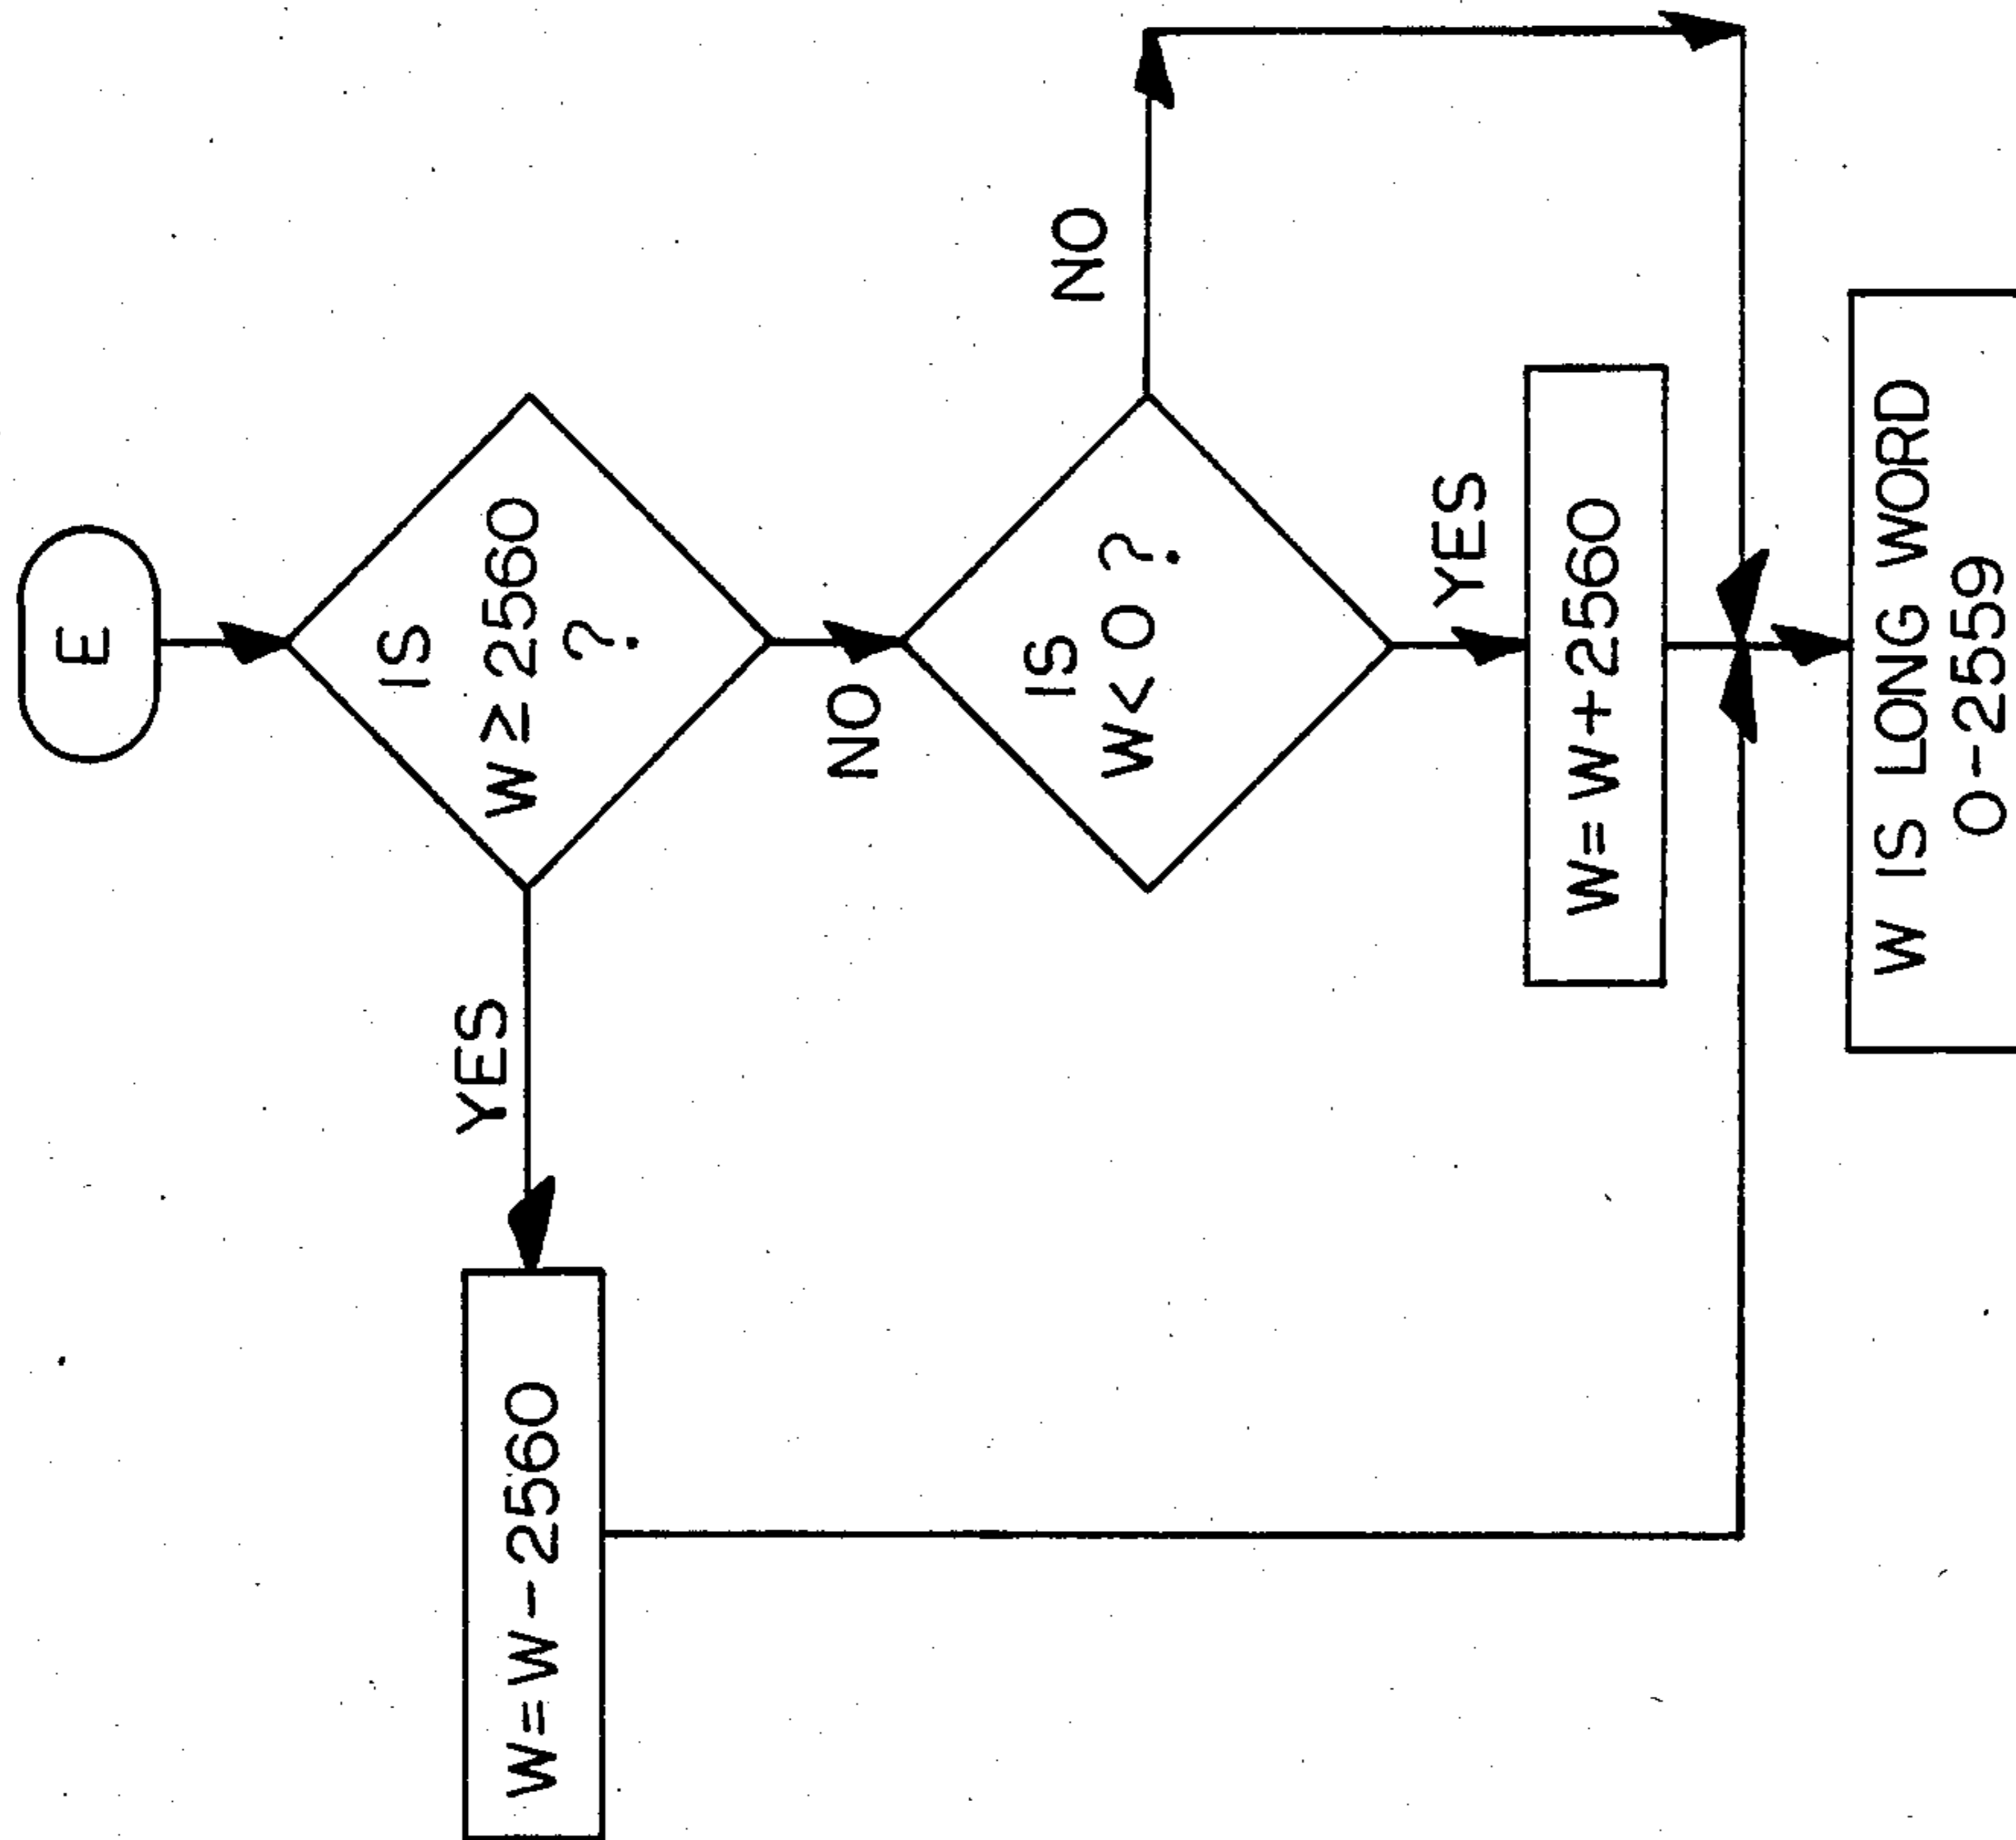 E
IS
W ≥ 2560
?
YES
W=W-2560
NO
IS
W < 0 ?
NO
YES
W=W+2560
W IS LONG WORD
0-2559